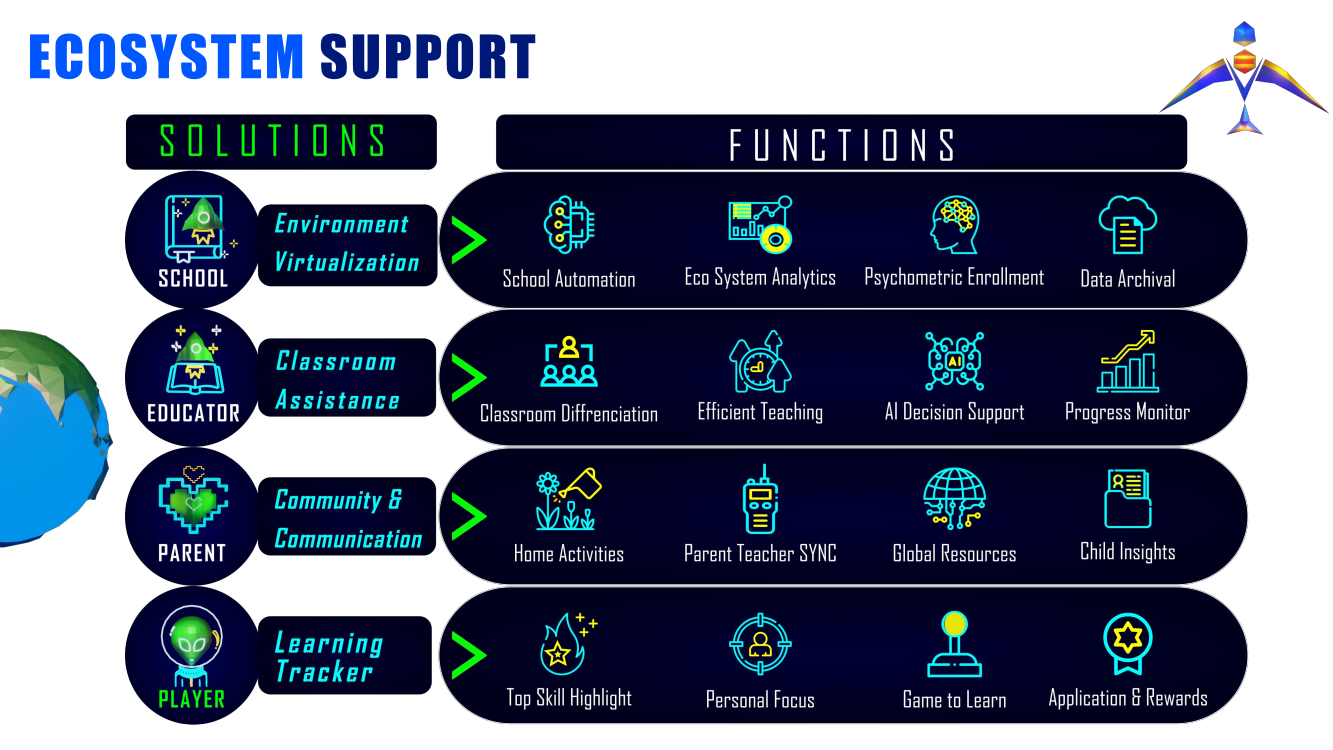 ECOSYSTEM SUPPORT
SOLUTIONS
FUNCTIONS
SCHOOL
Environment
Virtualization
School Automation
Eco System Analytics
Psychometric Enrollment
Data Archival
EDUCATOR
Classroom
Assistance
Classroom Diffrenciation
Efficient Teaching
AI
AI Decision Support
Progress Monitor
PARENT
Community &
Communication
Home Activities
Parent Teacher SYNC
Global Resources
Child Insights
PLAYER
Learning
Tracker
Top Skill Highlight
Personal Focus
Game to Learn
Application & Rewards